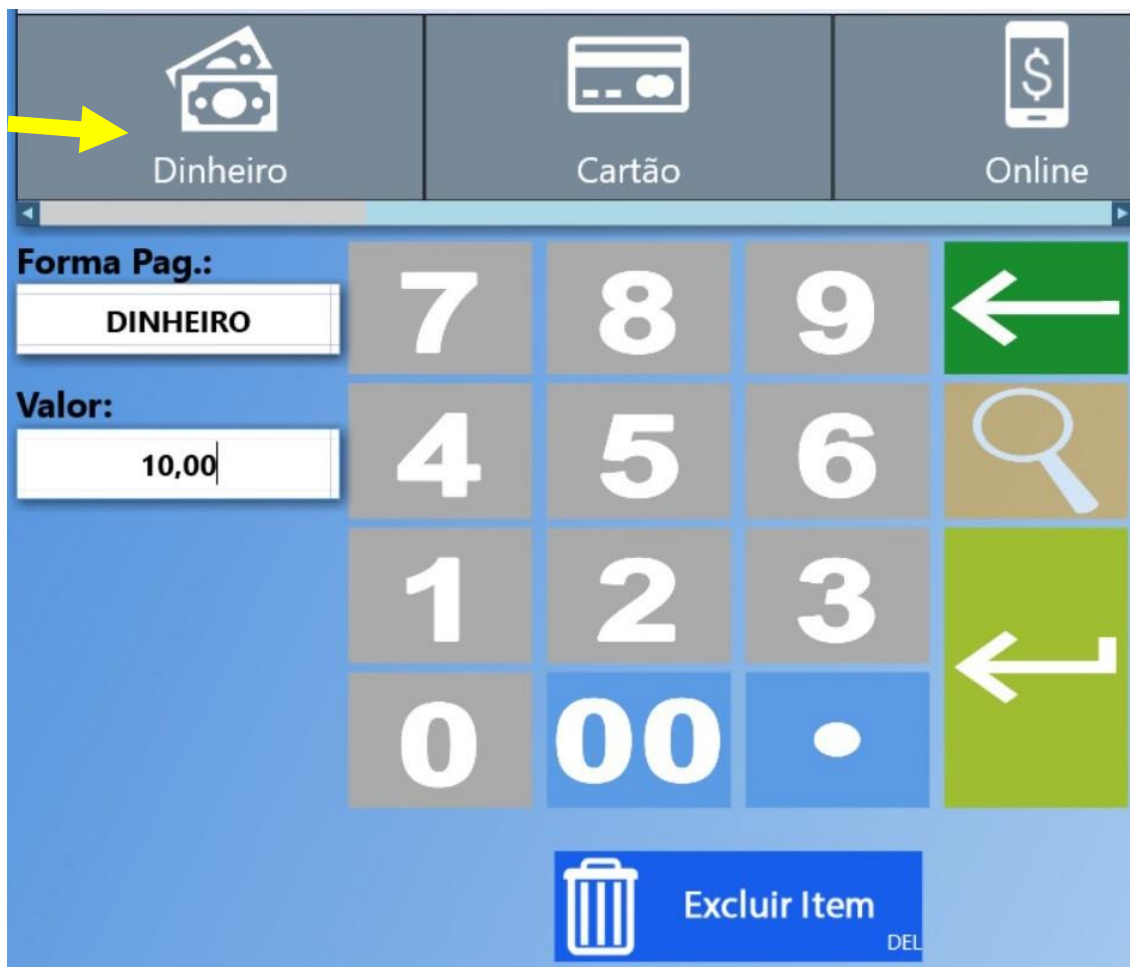 Dinheiro
Cartão
Online
Forma Pag.:
DINHEIRO
Valor:
10,00
7 8 9
4 5 6
1 2 3
0 00 .
Excluir Item
DEL